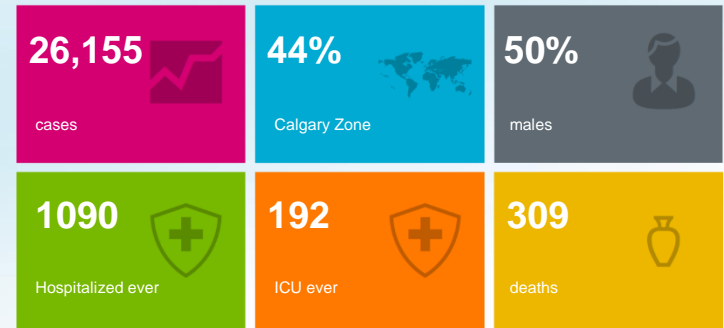 26,155
cases
44%
Calgary Zone
50%
males
1090
Hospitalized ever
192
ICU ever
309
deaths